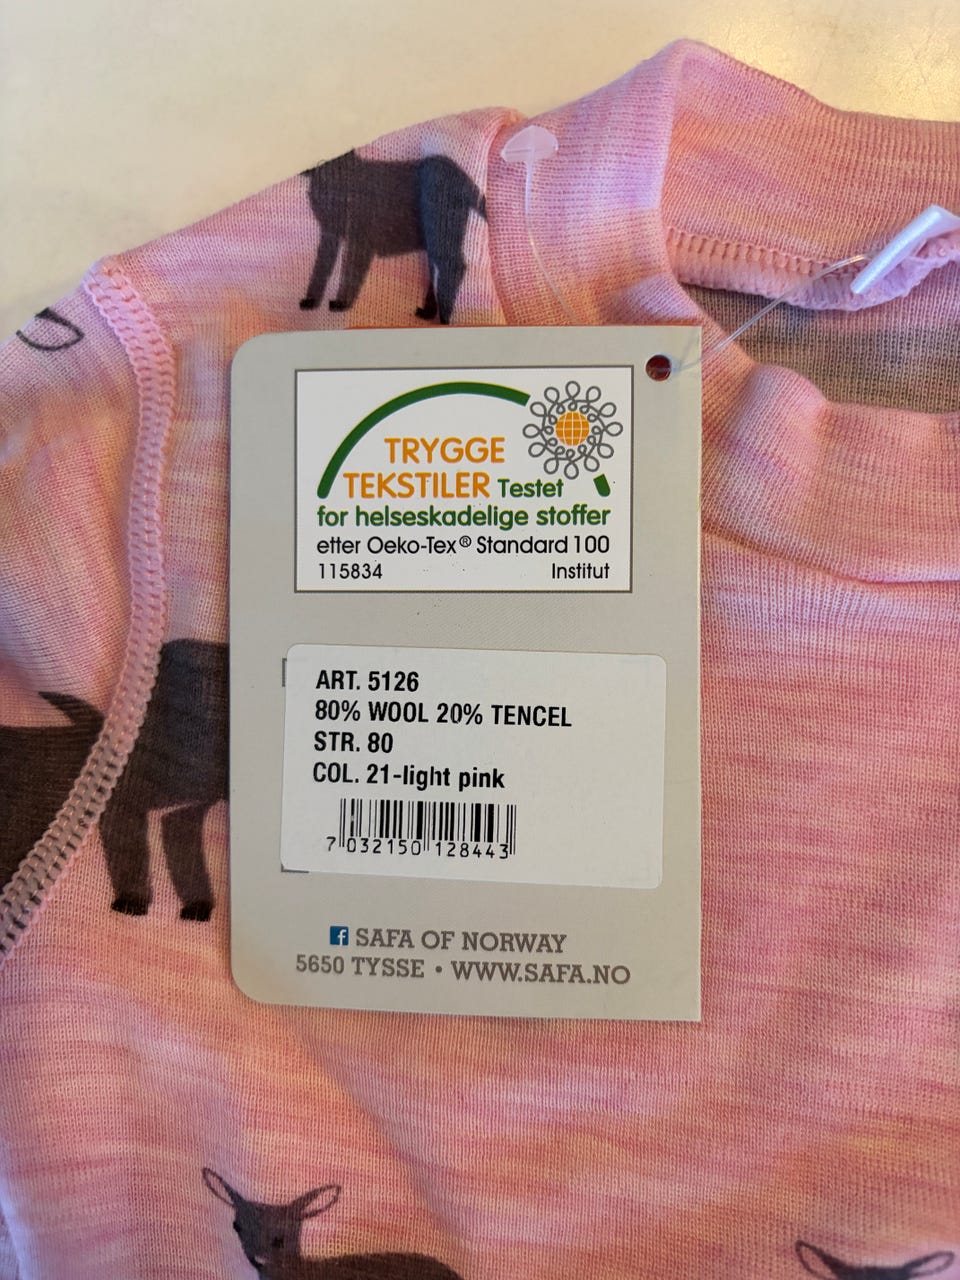 TRYGGE
TEKSTILER Testet
for helseskadelige stoffer
etter Oeko-Tex® Standard 100
115834 Institut
ART. 5126
80% WOOL 20% TENCEL
STR. 80
COL. 21-light pink
7 032150 128443
f SAFA OF NORWAY
5650 TYSSE • WWW.SAFA.NO